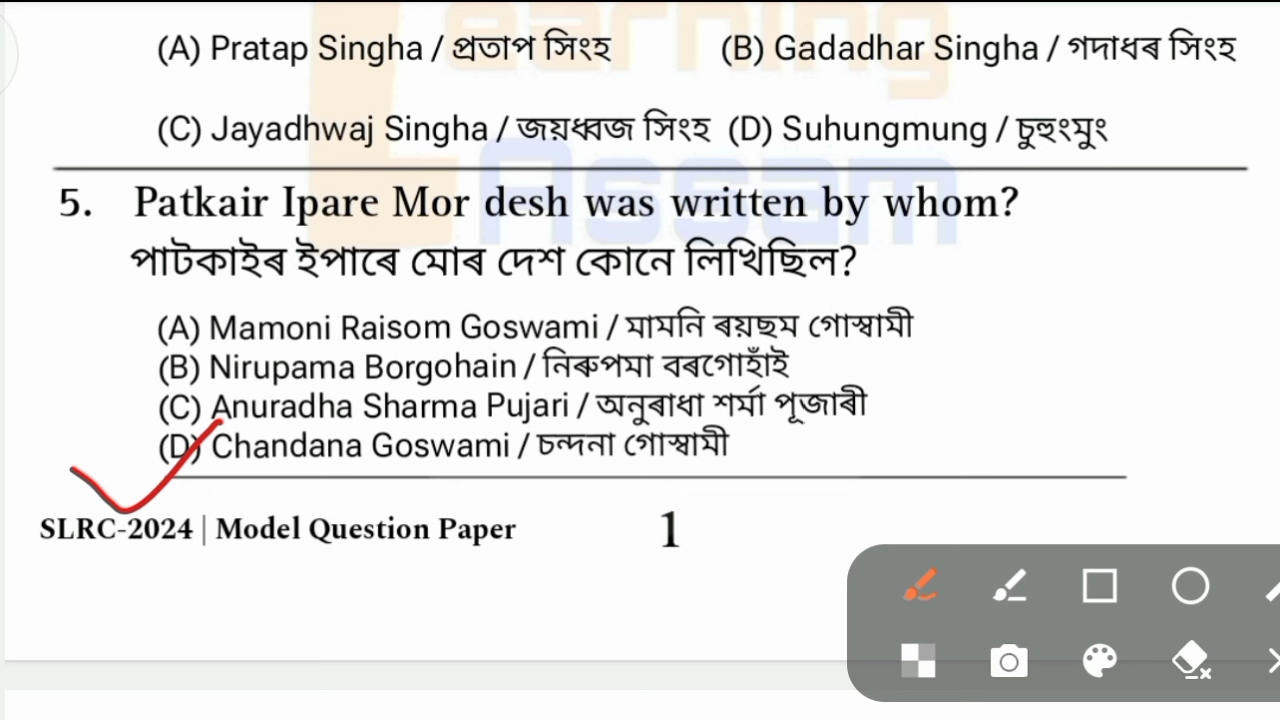 (A) Pratap Singha / প্ৰতাপ সিংহ (B) Gadadhar Singha / গদাধৰ সিংহ
(C) Jayadhwaj Singha / জয়ধ্বজ সিংহ (D) Suhungmung / চুহুংমুং
5. Patkair Ipare Mor desh was written by whom?
পাটকাইৰ ইপাৰে মোৰ দেশ কোনে লিখিছিল?
(A) Mamoni Raisom Goswami / মামনি ৰয়ছম গোস্বামী
(B) Nirupama Borgohain / নিৰুপমা বৰগোহাঁই
(C) Anuradha Sharma Pujari / অনুৰাধা শৰ্মা পূজাৰী
(D) Chandana Goswami / চন্দনা গোস্বামী
SLRC-2024 | Model Question Paper 1
Learning
Assam